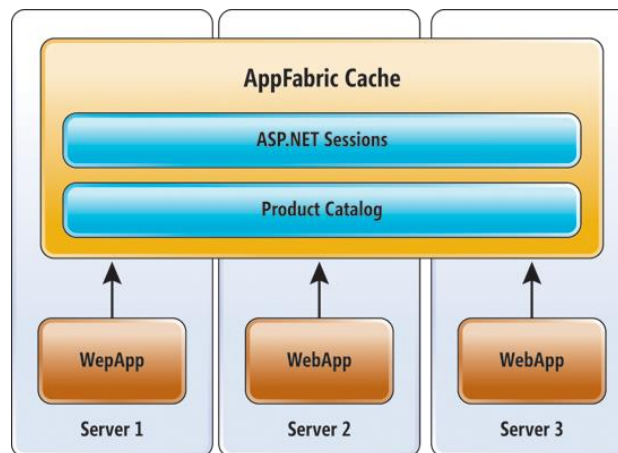 AppFabric Cache
ASP.NET Sessions
Product Catalog
WepApp
WebApp
WebApp
Server 1
Server 2
Server 3